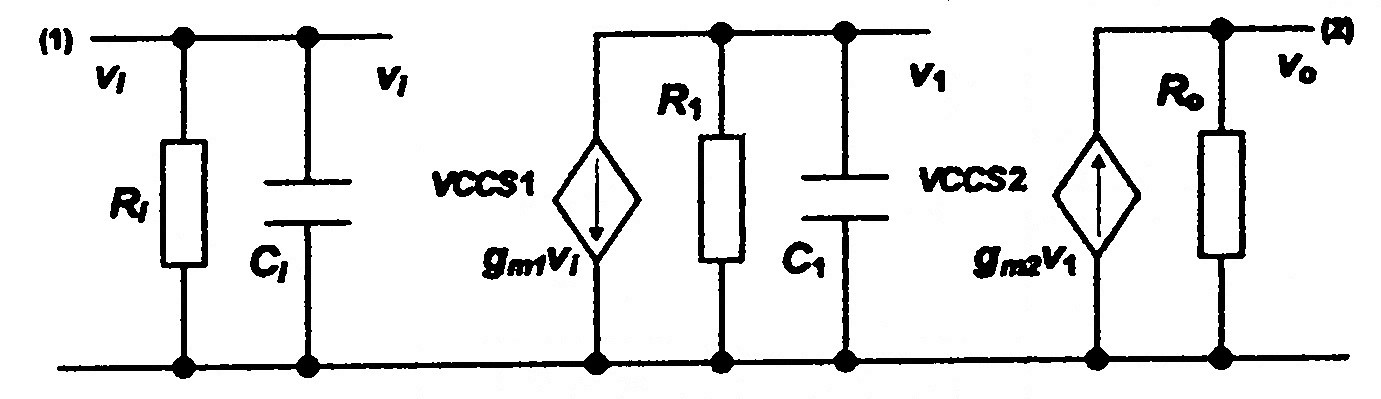 (1) (2)
vi vi v1 vo
R1 Ro
VCCS1 VCCS2
Ri
Ci gm1vi C1 gm2v1